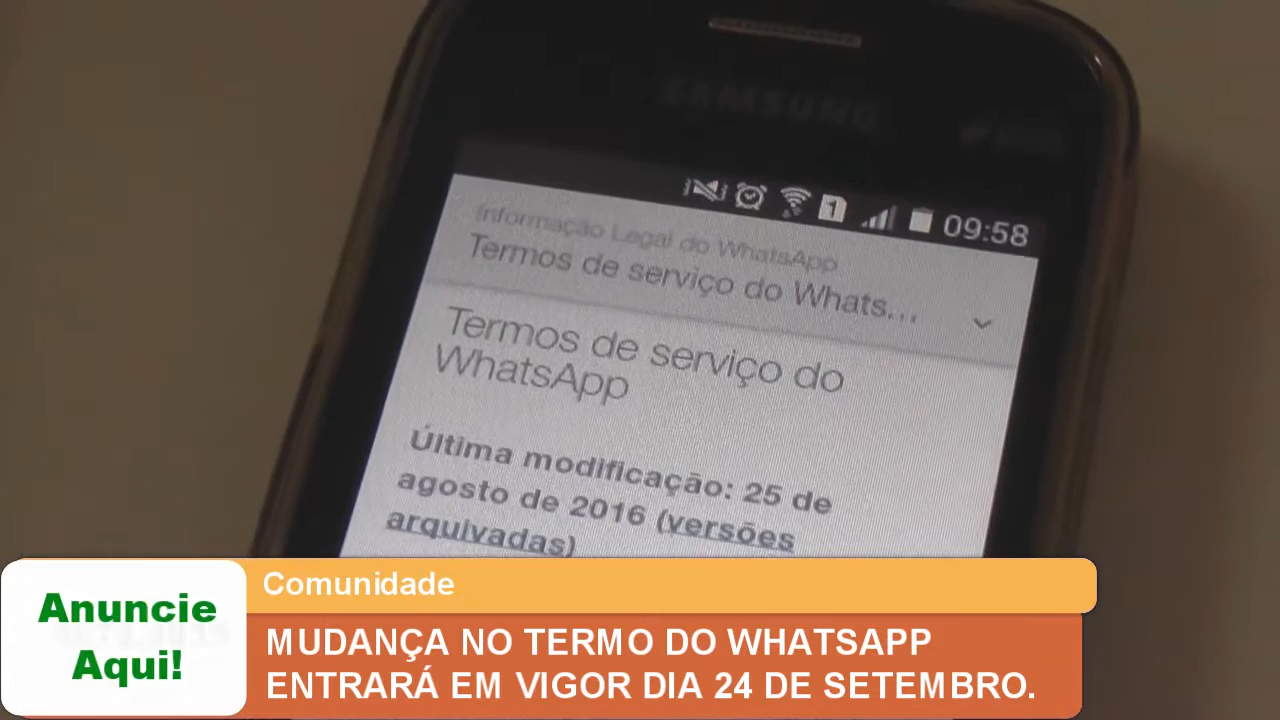 SAMSUNG
09:58
Informação Legal do WhatsApp
Termos de serviço do Whats...
Termos de serviço do
WhatsApp
Última modificação: 25 de
agosto de 2016 (versões
arquivadas)
Comunidade
Anuncie
Aqui!
MUDANÇA NO TERMO DO WHATSAPP
ENTRARÁ EM VIGOR DIA 24 DE SETEMBRO.